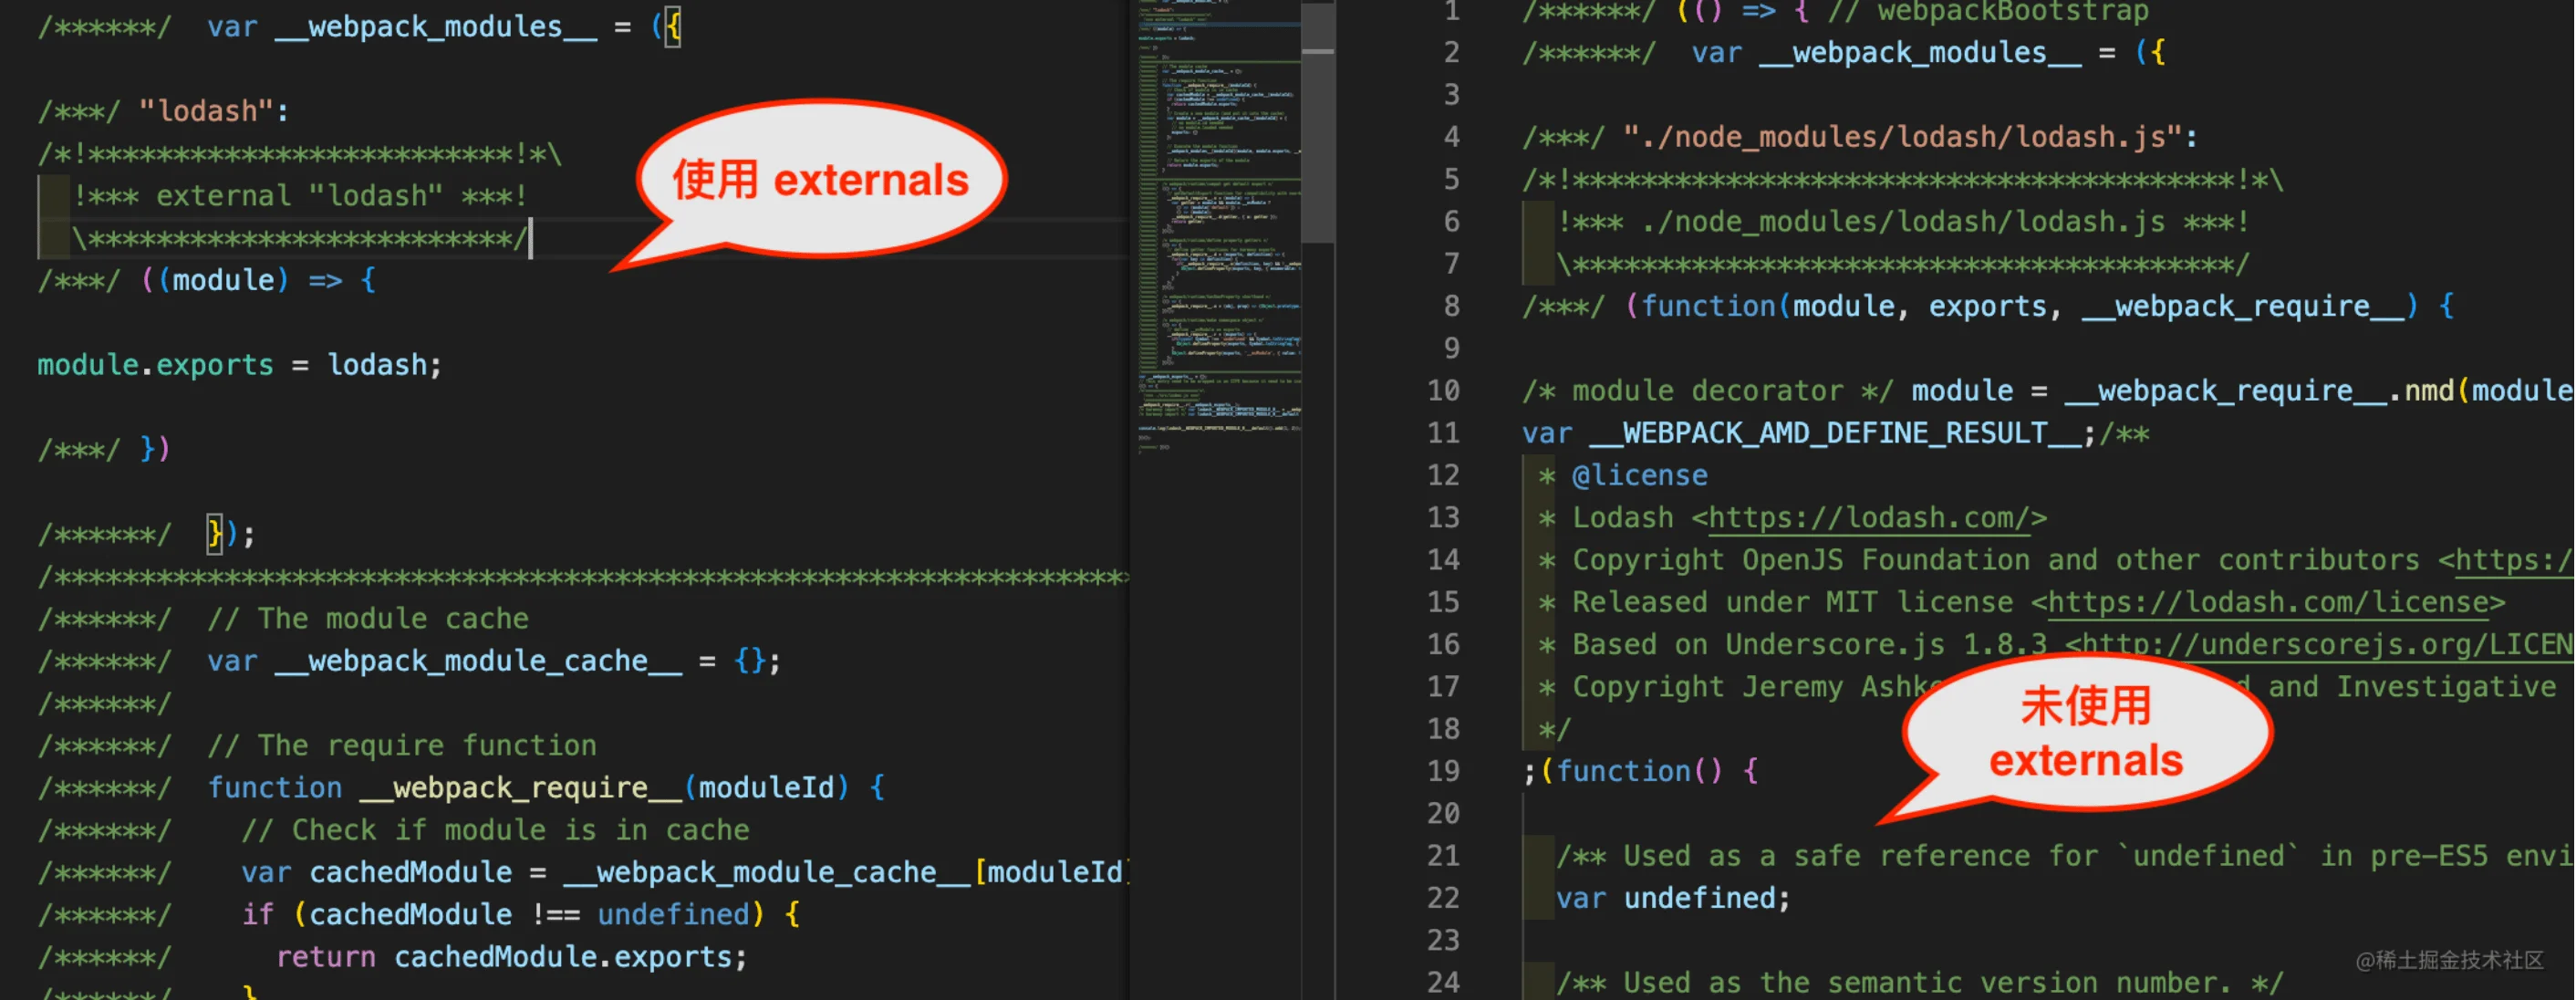 /******/  var __webpack_modules__ = ({
/***/ "lodash":
/*!*************************!*\
  !*** external "lodash" ***!
  \*************************/
/***/ ((module) => {
module.exports = lodash;
/***/ })
/******/  });
/****************************************************************
/******/  // The module cache
/******/  var __webpack_module_cache__ = {};
/******/
/******/  // The require function
/******/  function __webpack_require__(moduleId) {
/******/    // Check if module is in cache
/******/    var cachedModule = __webpack_module_cache__[moduleId]
/******/    if (cachedModule !== undefined) {
/******/      return cachedModule.exports;
/******/    }
使用 externals
1 /******/ (() => { // webpackBootstrap
2 /******/  var __webpack_modules__ = ({
3
4 /***/ "./node_modules/lodash/lodash.js":
5 /*!***************************************!*\
6   !*** ./node_modules/lodash/lodash.js ***!
7   \***************************************/
8 /***/ (function(module, exports, __webpack_require__) {
9
10 /* module decorator */ module = __webpack_require__.nmd(module
11 var __WEBPACK_AMD_DEFINE_RESULT__;/**
12  * @license
13  * Lodash <https://lodash.com/>
14  * Copyright OpenJS Foundation and other contributors <https:/
15  * Released under MIT license <https://lodash.com/license>
16  * Based on Underscore.js 1.8.3 <http://underscorejs.org/LICEN
17  * Copyright Jeremy Ashk d and Investigative
18  */
19 ;(function() {
20
21   /** Used as a safe reference for `undefined` in pre-ES5 envi
22   var undefined;
23
24   /** Used as the semantic version number. */
未使用
externals
@稀土掘金技术社区